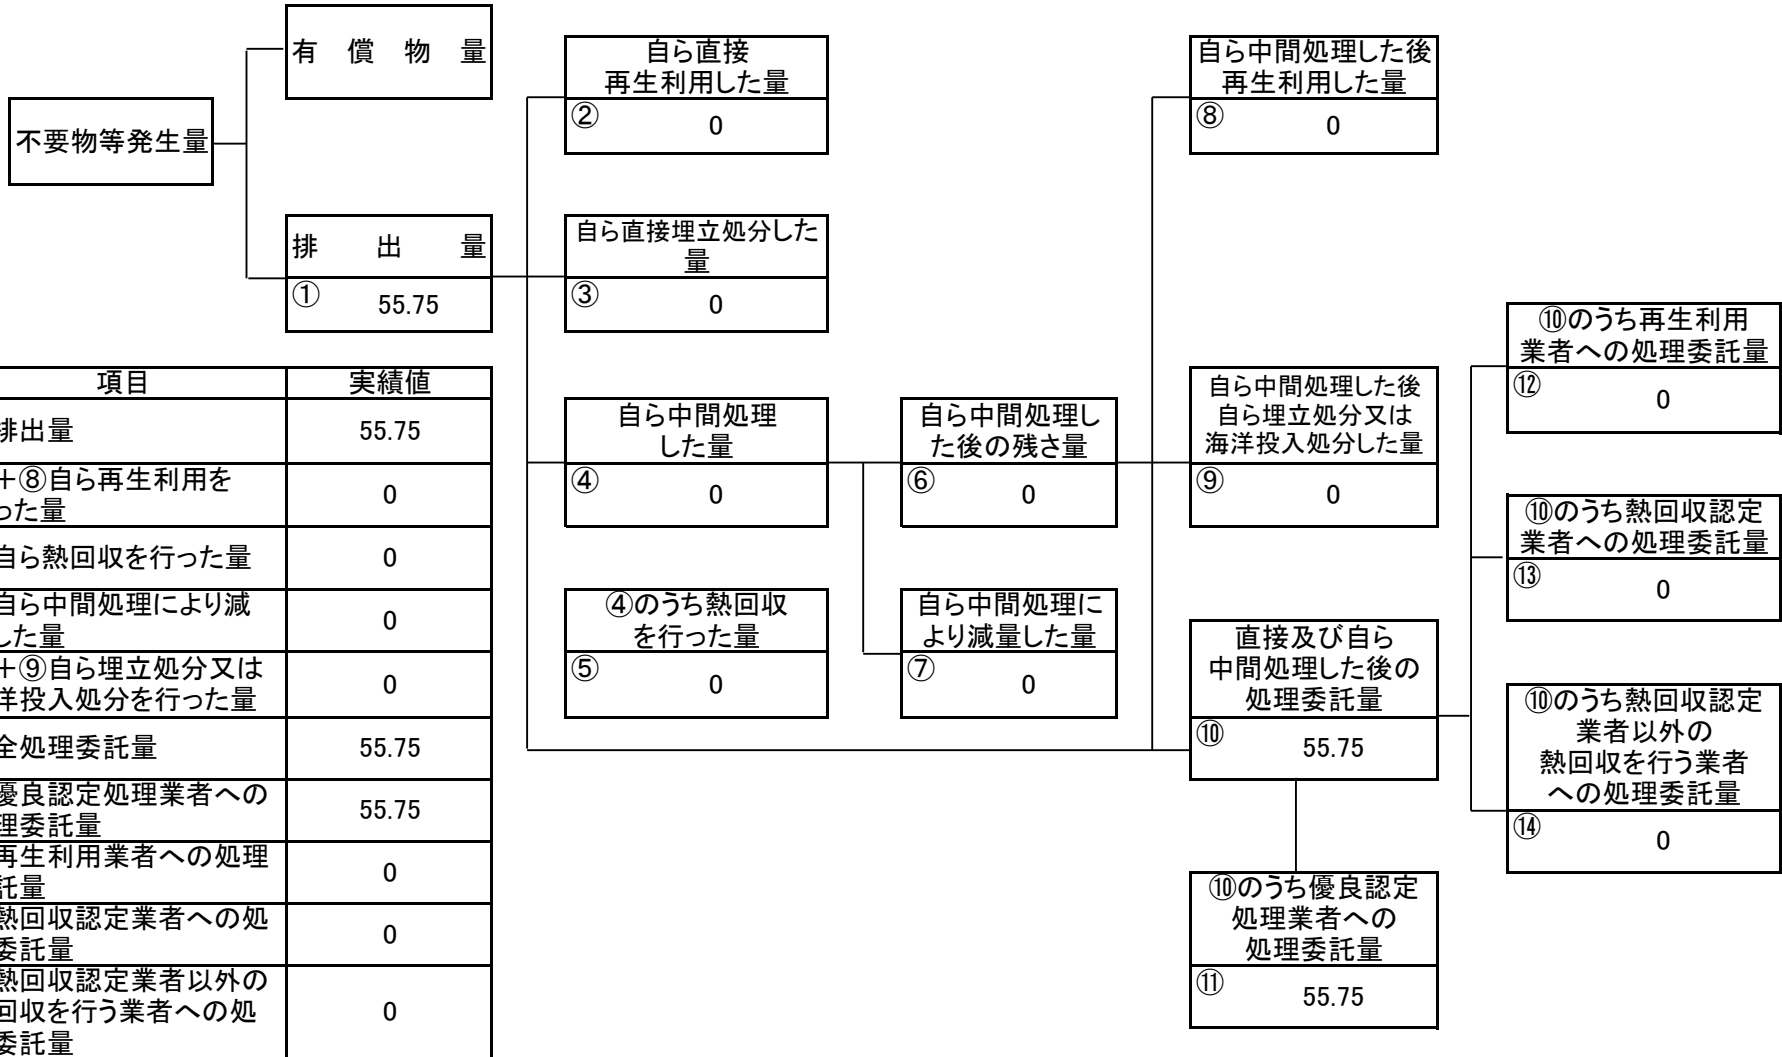 有償物量
不要物等発生量
排出量
① 55.75
自ら直接
再生利用した量
② 0
自ら直接埋立処分した
量
③ 0
自ら中間処理
した量
④ 0
④のうち熱回収
を行った量
⑤ 0
自ら中間処理し
た後の残さ量
⑥ 0
自ら中間処理に
より減量した量
⑦ 0
自ら中間処理した後
再生利用した量
⑧ 0
自ら中間処理した後
自ら埋立処分又は
海洋投入処分した量
⑨ 0
直接及び自ら
中間処理した後の
処理委託量
⑩ 55.75
⑩のうち優良認定
処理業者への
処理委託量
⑪ 55.75
⑩のうち再生利用
業者への処理委託量
⑫ 0
⑩のうち熱回収認定
業者への処理委託量
⑬ 0
⑩のうち熱回収認定
業者以外の
熱回収を行う業者
への処理委託量
⑭ 0
項目 実績値
排出量 55.75
+⑧自ら再生利用を
った量 0
自ら熱回収を行った量 0
自ら中間処理により減
した量 0
+⑨自ら埋立処分又は
洋投入処分を行った量 0
全処理委託量 55.75
優良認定処理業者への
理委託量 55.75
再生利用業者への処理
託量 0
熱回収認定業者への処
委託量 0
熱回収認定業者以外の
回収を行う業者への処
委託量 0